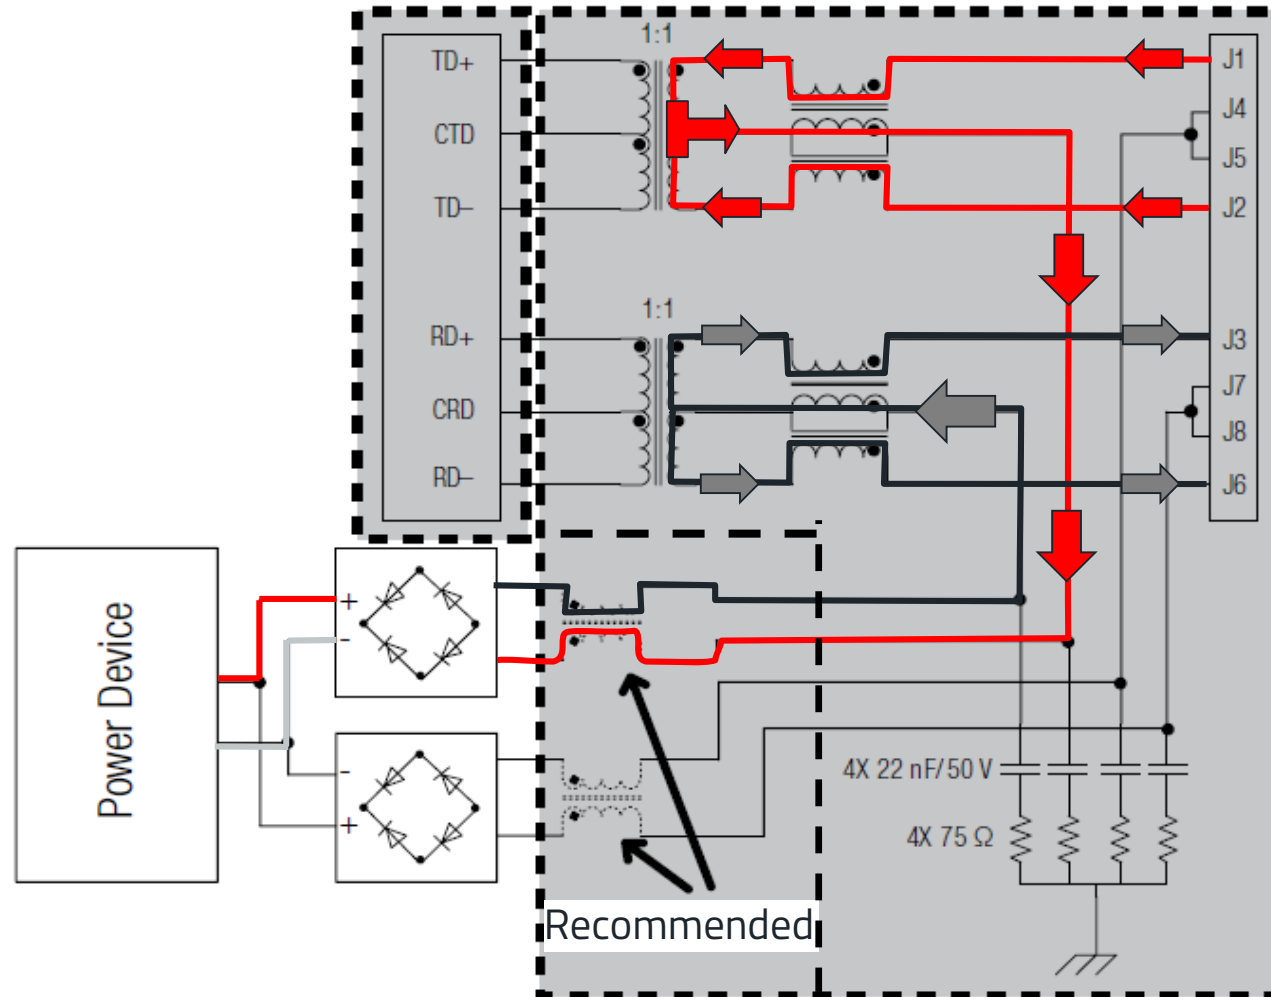 1:1
TD+
CTD
TD–
J1
J4
J5
J2
1:1
RD+
CRD
RD–
J3
J7
J8
J6
Power Device
+
-
-
+
4X 22 nF/50 V
4X 75 Ω
Recommended